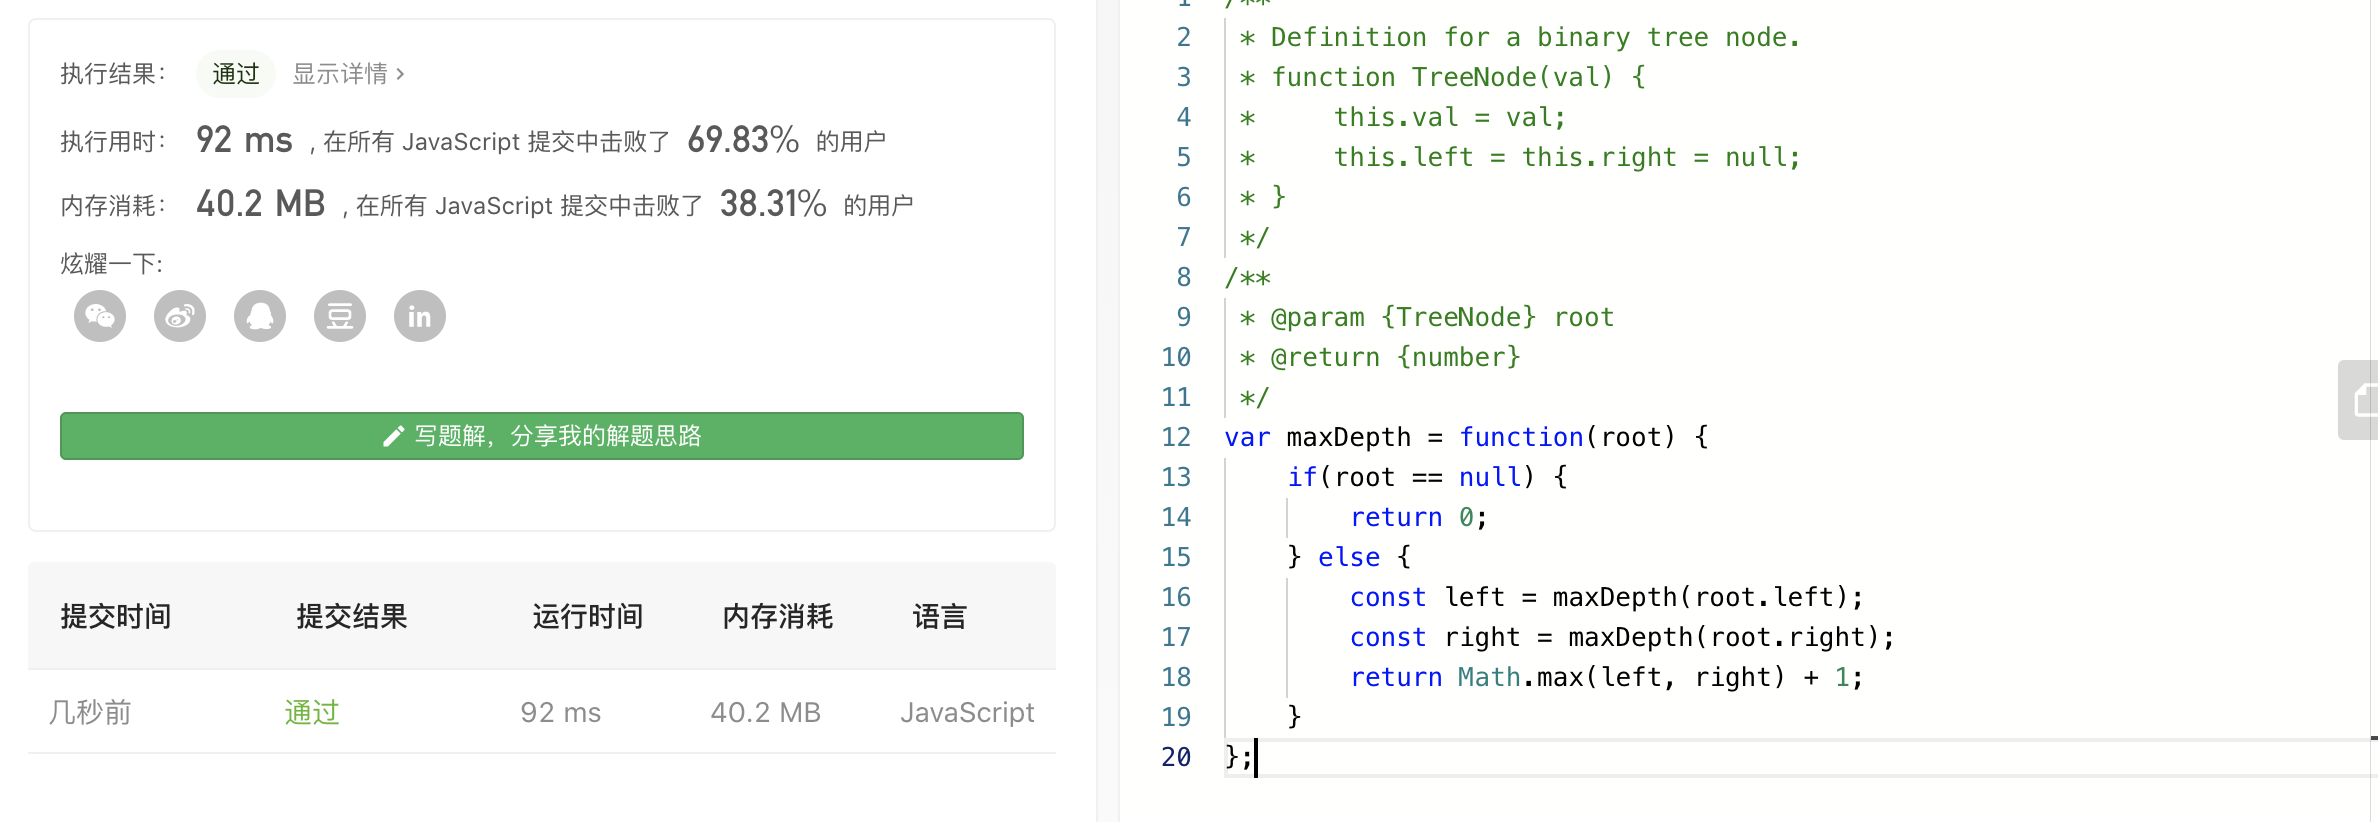 执行结果： 通过 显示详情 ›
执行用时： 92 ms , 在所有 JavaScript 提交中击败了 69.83% 的用户
内存消耗： 40.2 MB , 在所有 JavaScript 提交中击败了 38.31% 的用户
炫耀一下:
豆 in
写题解，分享我的解题思路
提交时间 提交结果 运行时间 内存消耗 语言
几秒前 通过 92 ms 40.2 MB JavaScript
1 /**
2  * Definition for a binary tree node.
3  * function TreeNode(val) {
4  *     this.val = val;
5  *     this.left = this.right = null;
6  * }
7  */
8 /**
9  * @param {TreeNode} root
10  * @return {number}
11  */
12 var maxDepth = function(root) {
13     if(root == null) {
14         return 0;
15     } else {
16         const left = maxDepth(root.left);
17         const right = maxDepth(root.right);
18         return Math.max(left, right) + 1;
19     }
20 };